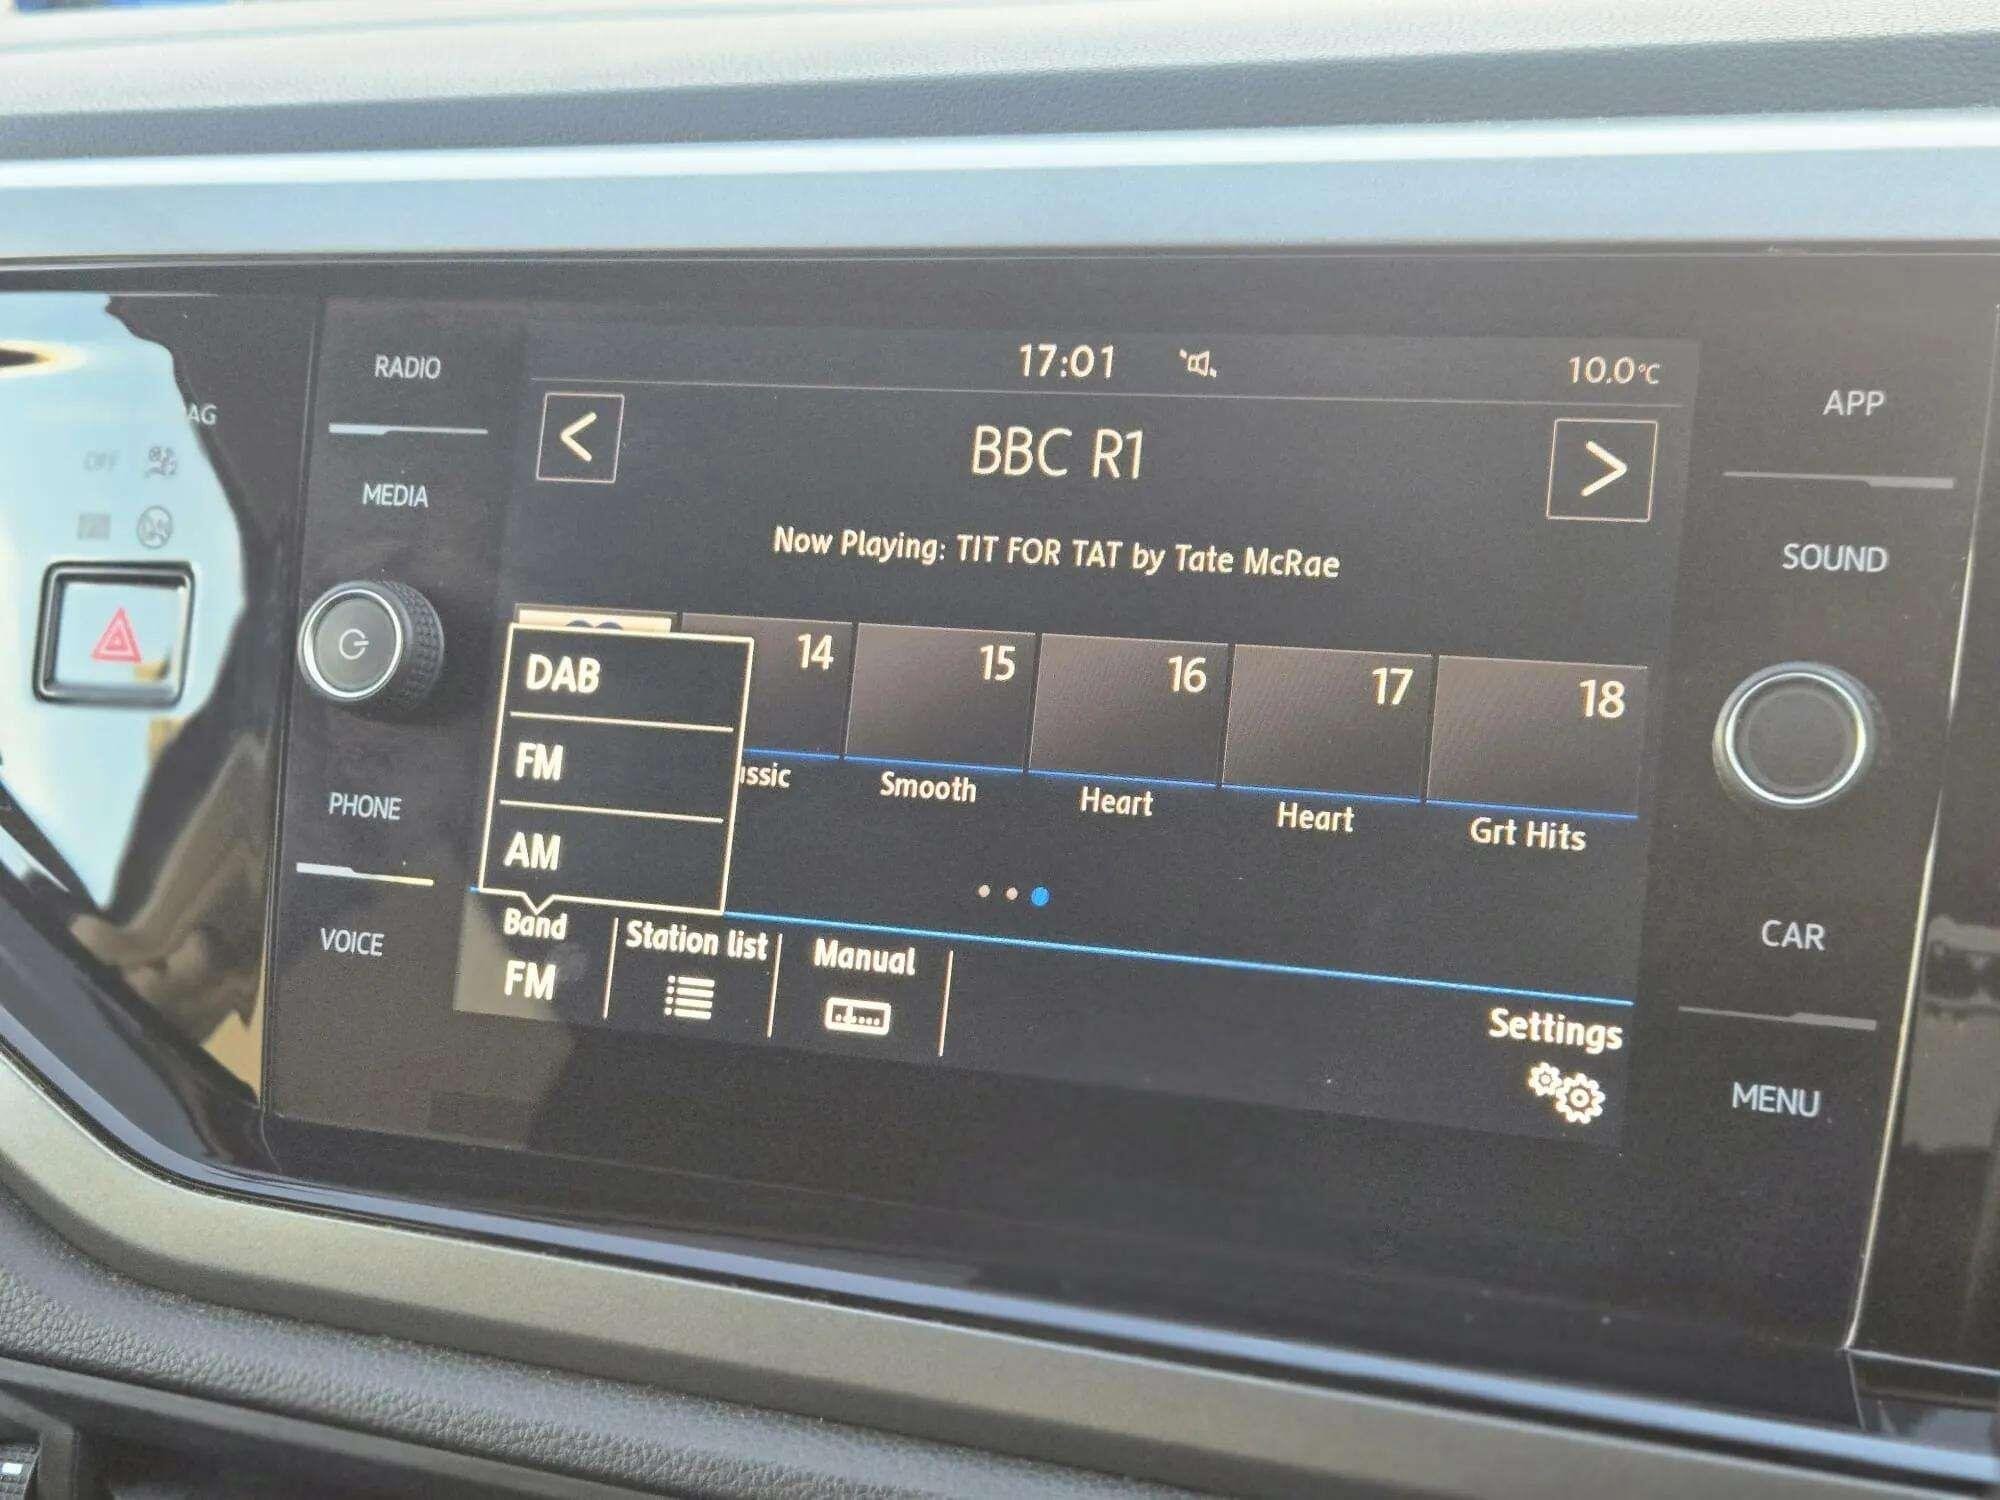 17:01
10.0°C
RADIO
MEDIA
PHONE
VOICE
AG
OFF
BBC R1
Now Playing: TIT FOR TAT by Tate McRae
DAB
FM
AM
14
15
16
17
18
ssic
Smooth
Heart
Heart
Grt Hits
Band
FM
Station list
Manual
Settings
APP
SOUND
CAR
MENU